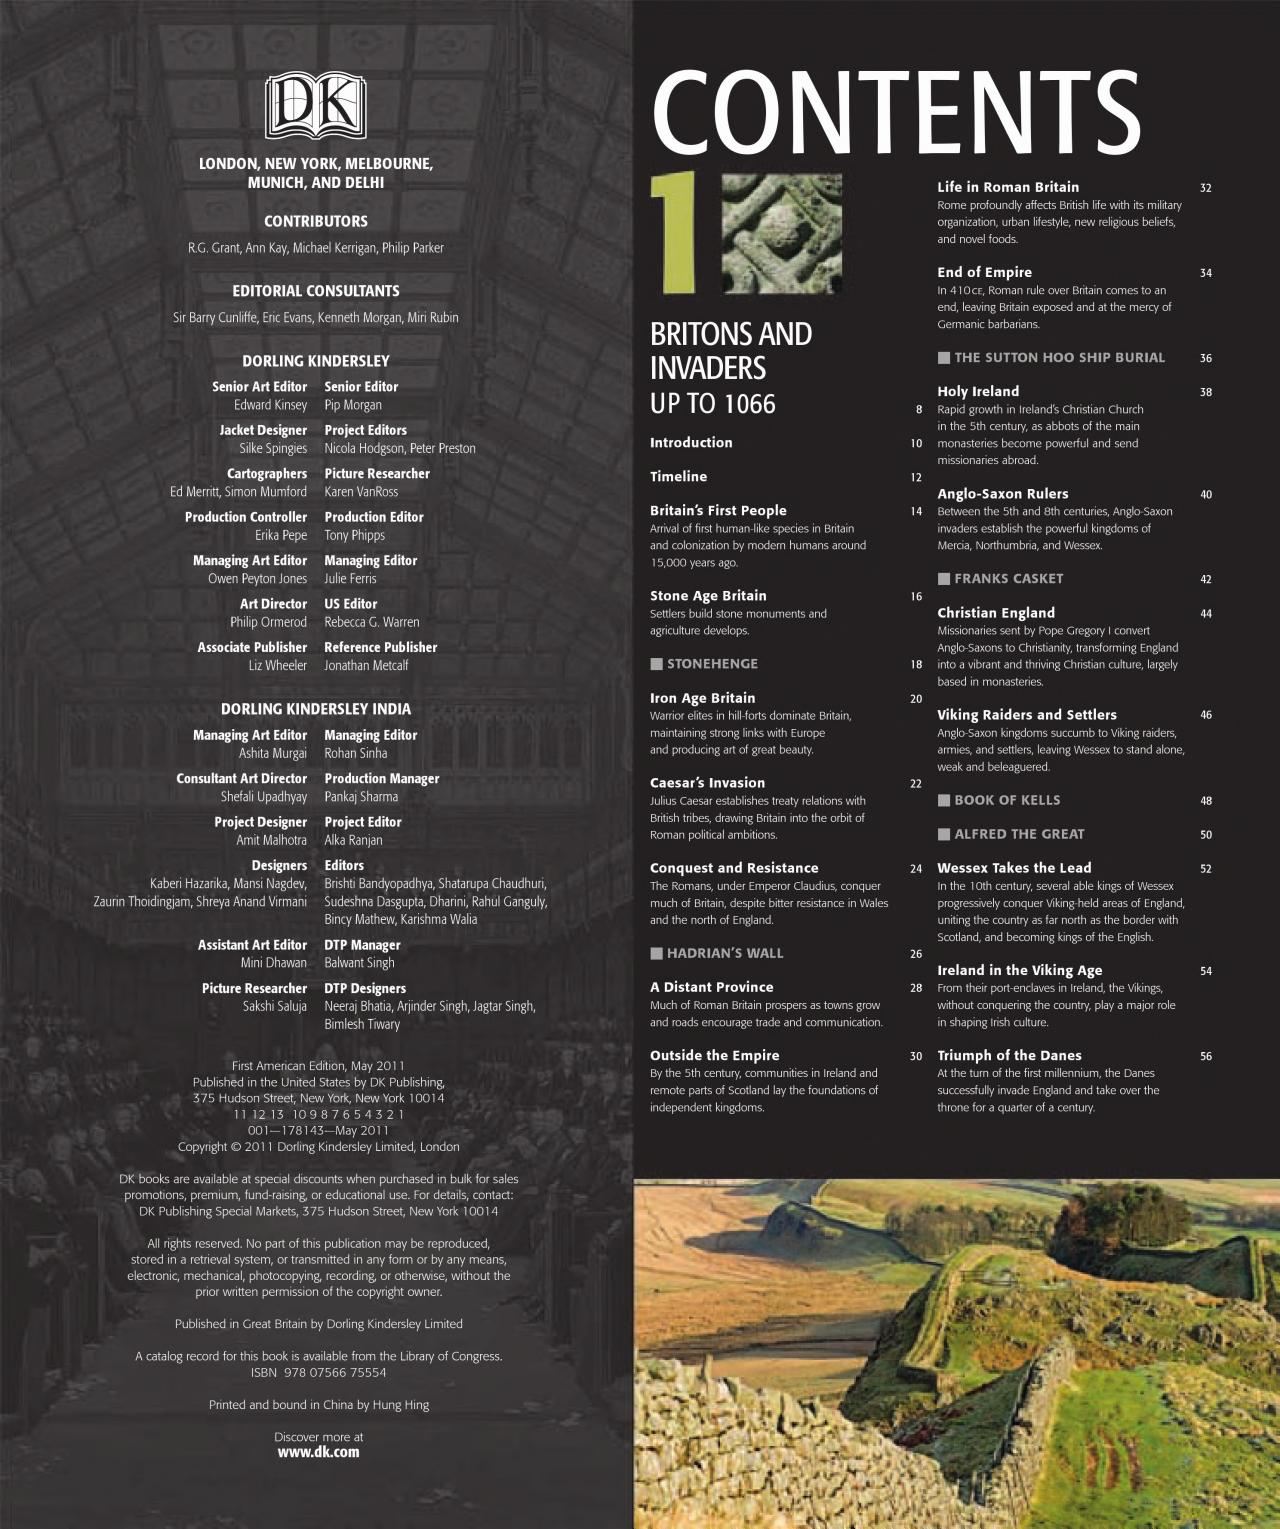 DK
LONDON, NEW YORK, MELBOURNE,
MUNICH, AND DELHI
CONTRIBUTORS
R.G. Grant, Ann Kay, Michael Kerrigan, Philip Parker
EDITORIAL CONSULTANTS
Sir Barry Cunliffe, Eric Evans, Kenneth Morgan, Miri Rubin
DORLING KINDERSLEY
Senior Art Editor Senior Editor
Edward Kinsey Pip Morgan
Jacket Designer Project Editors
Silke Spingies Nicola Hodgson, Peter Preston
Cartographers Picture Researcher
Ed Merritt, Simon Mumford Karen VanRoss
Production Controller Production Editor
Erika Pepe Tony Phipps
Managing Art Editor Managing Editor
Owen Peyton Jones Julie Ferris
Art Director US Editor
Philip Ormerod Rebecca G. Warren
Associate Publisher Reference Publisher
Liz Wheeler Jonathan Metcalf
DORLING KINDERSLEY INDIA
Managing Art Editor Managing Editor
Ashita Murgai Rohan Sinha
Consultant Art Director Production Manager
Shefali Upadhyay Pankaj Sharma
Project Designer Project Editor
Amit Malhotra Alka Ranjan
Designers Editors
Kaberi Hazarika, Mansi Nagdev, Brishti Bandyopadhya, Shatarupa Chaudhuri,
Zaurin Thoidingjam, Shreya Anand Virmani Sudeshna Dasgupta, Dharini, Rahul Ganguly,
Bincy Mathew, Karishma Walia
Assistant Art Editor DTP Manager
Mini Dhawan Balwant Singh
Picture Researcher DTP Designers
Sakshi Saluja Neeraj Bhatia, Arjinder Singh, Jagtar Singh,
Bimlesh Tiwary
First American Edition, May 2011
Published in the United States by DK Publishing,
375 Hudson Street, New York, New York 10014
11 12 13 10 9 8 7 6 5 4 3 2 1
001—178143—May 2011
Copyright © 2011 Dorling Kindersley Limited, London
DK books are available at special discounts when purchased in bulk for sales
promotions, premium, fund-raising, or educational use. For details, contact:
DK Publishing Special Markets, 375 Hudson Street, New York 10014
All rights reserved. No part of this publication may be reproduced,
stored in a retrieval system, or transmitted in any form or by any means,
electronic, mechanical, photocopying, recording, or otherwise, without the
prior written permission of the copyright owner.
Published in Great Britain by Dorling Kindersley Limited
A catalog record for this book is available from the Library of Congress.
ISBN 978 07566 75554
Printed and bound in China by Hung Hing
Discover more at
www.dk.com
CONTENTS
1
BRITONS AND
INVADERS
UP TO 1066 8
Introduction 10
Timeline 12
Britain's First People 14
Arrival of first human-like species in Britain
and colonization by modern humans around
15,000 years ago.
Stone Age Britain 16
Settlers build stone monuments and
agriculture develops.
STONEHENGE 18
Iron Age Britain 20
Warrior elites in hill-forts dominate Britain,
maintaining strong links with Europe
and producing art of great beauty.
Caesar's Invasion 22
Julius Caesar establishes treaty relations with
British tribes, drawing Britain into the orbit of
Roman political ambitions.
Conquest and Resistance 24
The Romans, under Emperor Claudius, conquer
much of Britain, despite bitter resistance in Wales
and the north of England.
HADRIAN'S WALL 26
A Distant Province 28
Much of Roman Britain prospers as towns grow
and roads encourage trade and communication.
Outside the Empire 30
By the 5th century, communities in Ireland and
remote parts of Scotland lay the foundations of
independent kingdoms.
Life in Roman Britain 32
Rome profoundly affects British life with its military
organization, urban lifestyle, new religious beliefs,
and novel foods.
End of Empire 34
In 410CE, Roman rule over Britain comes to an
end, leaving Britain exposed and at the mercy of
Germanic barbarians.
THE SUTTON HOO SHIP BURIAL 36
Holy Ireland 38
Rapid growth in Ireland's Christian Church
in the 5th century, as abbots of the main
monasteries become powerful and send
missionaries abroad.
Anglo-Saxon Rulers 40
Between the 5th and 8th centuries, Anglo-Saxon
invaders establish the powerful kingdoms of
Mercia, Northumbria, and Wessex.
FRANKS CASKET 42
Christian England 44
Missionaries sent by Pope Gregory I convert
Anglo-Saxons to Christianity, transforming England
into a vibrant and thriving Christian culture, largely
based in monasteries.
Viking Raiders and Settlers 46
Anglo-Saxon kingdoms succumb to Viking raiders,
armies, and settlers, leaving Wessex to stand alone,
weak and beleaguered.
BOOK OF KELLS 48
ALFRED THE GREAT 50
Wessex Takes the Lead 52
In the 10th century, several able kings of Wessex
progressively conquer Viking-held areas of England,
uniting the country as far north as the border with
Scotland, and becoming kings of the English.
Ireland in the Viking Age 54
From their port-enclaves in Ireland, the Vikings,
without conquering the country, play a major role
in shaping Irish culture.
Triumph of the Danes 56
At the turn of the first millennium, the Danes
successfully invade England and take over the
throne for a quarter of a century.